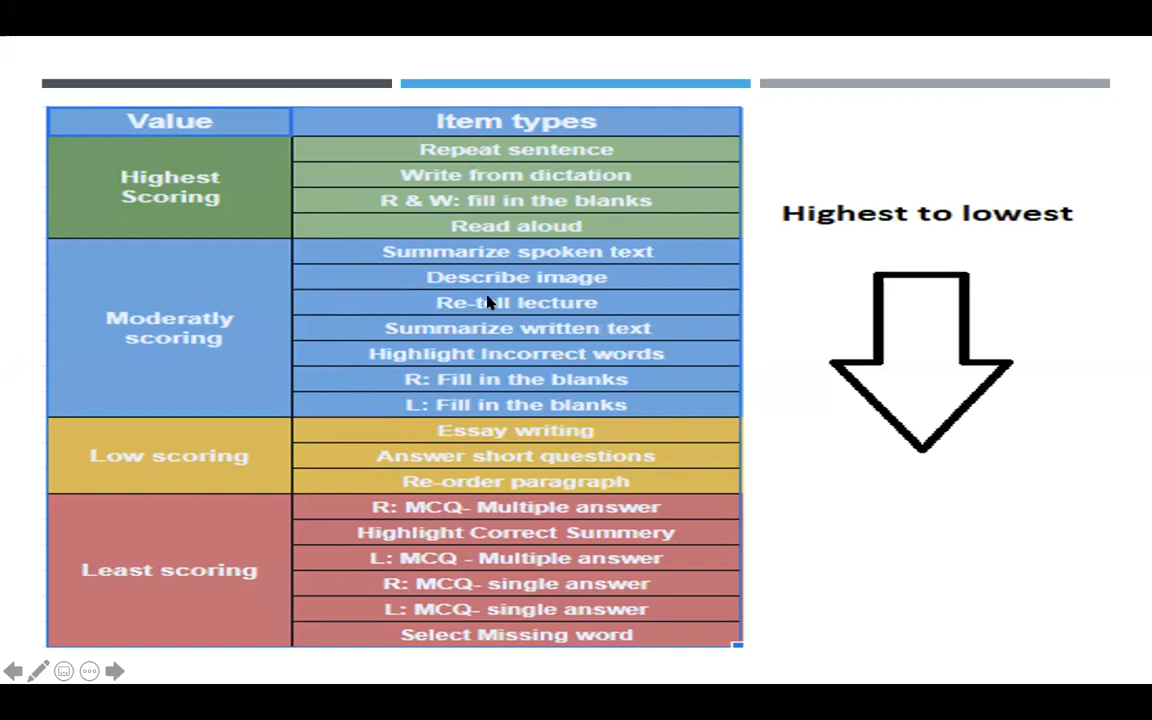 Value
Item types
Highest
Scoring
Repeat sentence
Write from dictation
R & W: fill in the blanks
Read aloud
Moderatly
scoring
Summarize spoken text
Describe image
Re-tell lecture
Summarize written text
Highlight Incorrect words
R: Fill in the blanks
L: Fill in the blanks
Low scoring
Essay writing
Answer short questions
Re-order paragraph
Least scoring
R: MCQ- Multiple answer
Highlight Correct Summery
L: MCQ - Multiple answer
R: MCQ- single answer
L: MCQ- single answer
Select Missing word
Highest to lowest